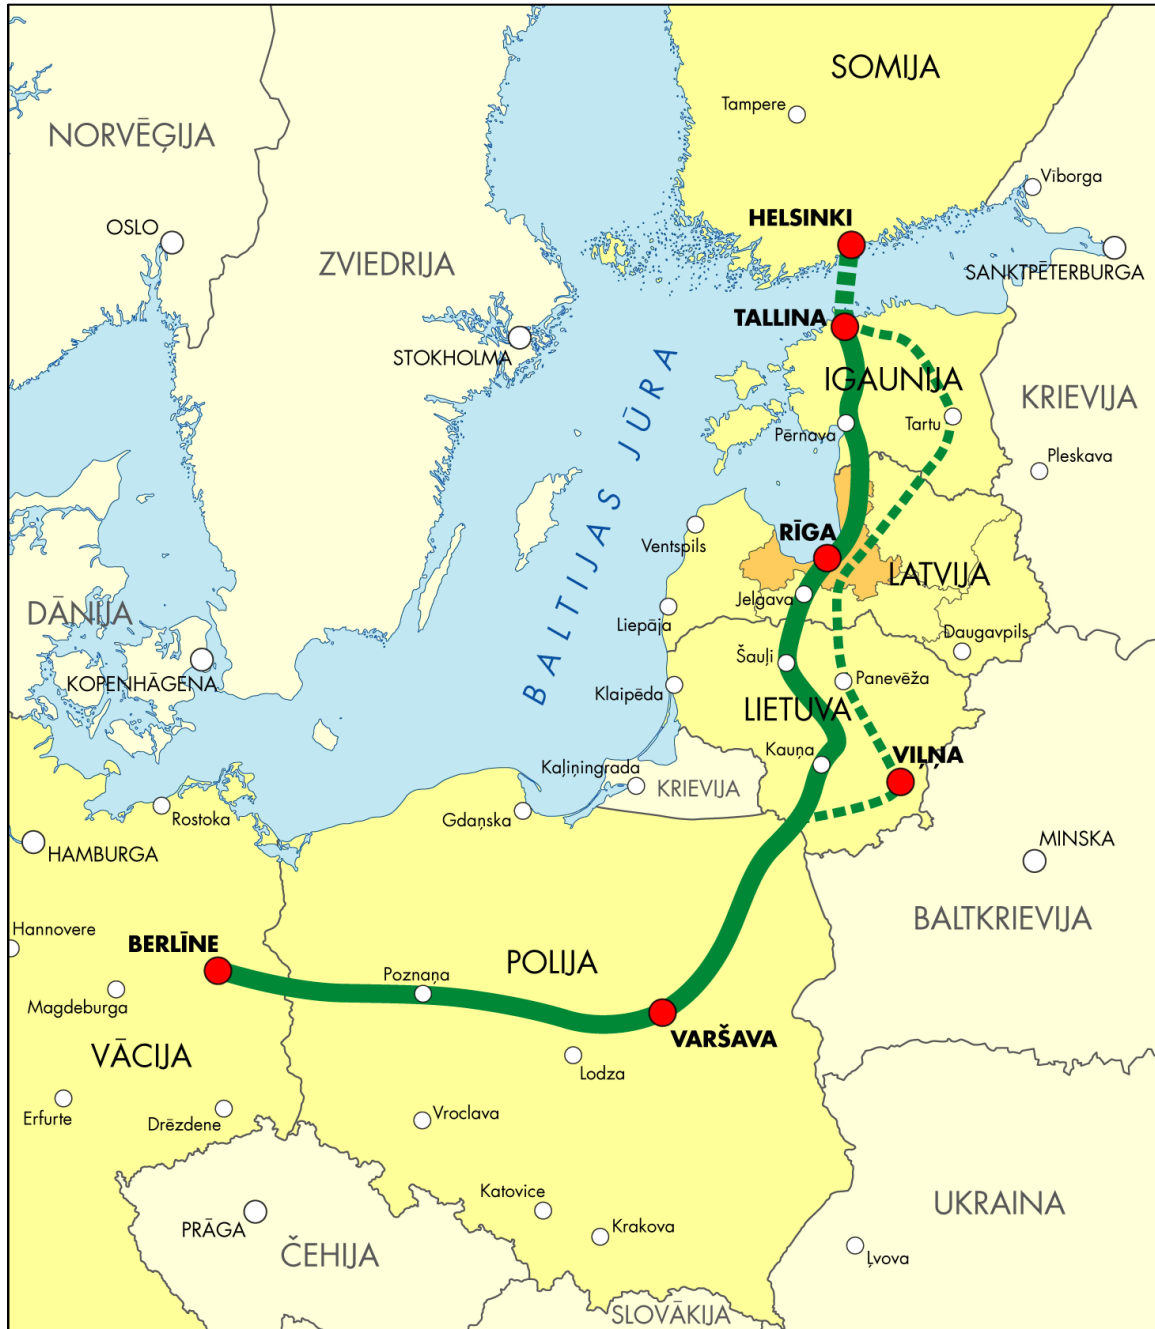 SOMIJA
Tampere
NORVĒĢIJA
Viborga
HELSINKI
OSLO
SANKTPĒTERBURGA
ZVIEDRIJA
TALLINA
STOKHOLMA
IGAUNIJA
KRIEVIJA
Pērnava
Tartu
Pleskava
BALTIJAS JŪRA
RĪGA
Ventspils
LATVIJA
Jelgava
DĀNIJA
Liepāja
Daugavpils
KOPENHĀGENA
Šauļi
Panevēža
Klaipēda
LIETUVA
Kauņa
VIĻŅA
Kaļiņingrada
KRIEVIJA
Rostoka
Gdaņska
HAMBURGA
MINSKA
BALTKRIEVIJA
Hannovere
BERLĪNE
POLIJA
Poznaņa
Magdeburga
VARŠAVA
VĀCIJA
Lodza
Erfurte
Drēzdene
Vroclava
Katovice
UKRAINA
PRĀGA
Krakova
ČEHIJA
Ļvova
SLOVĀKIJA